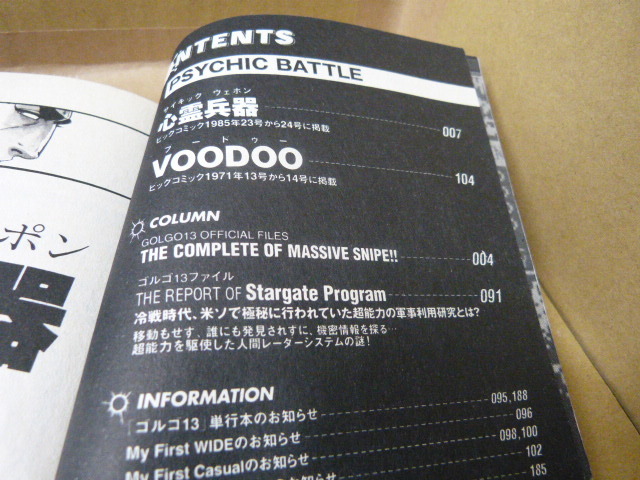 ENTENTS
PSYCHIC BATTLE
サイキック ウェポン
心霊兵器 007
ビッグコミック1985年23号から24号に掲載
ブードゥー
VOODOO 104
ビッグコミック1971年13号から14号に掲載
COLUMN
GOLGO13 OFFICIAL FILES
THE COMPLETE OF MASSIVE SNIPE!! 004
ゴルゴ13ファイル
THE REPORT OF Stargate Program 091
冷戦時代、米ソで極秘に行われていた超能力の軍事利用研究とは?
移動もせず、誰にも発見されずに、機密情報を探る…
超能力を駆使した人間レーダーシステムの謎!
INFORMATION
「ゴルゴ13」単行本のお知らせ 095,188
My First WIDEのお知らせ 096
My First Casualのお知らせ 098,100
102
185
ポン
器